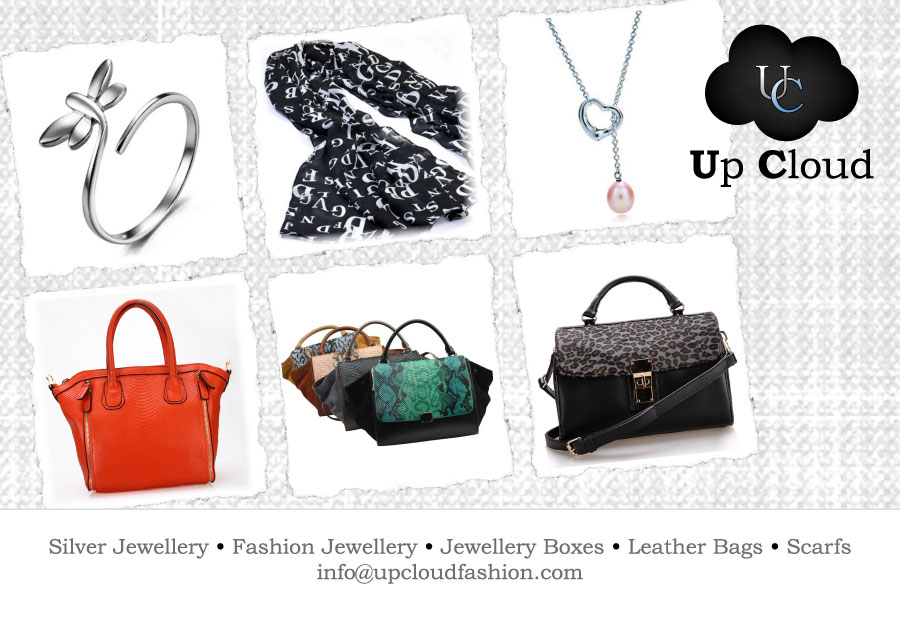 UC
Up Cloud
Silver Jewellery • Fashion Jewellery • Jewellery Boxes • Leather Bags • Scarfs
info@upcloudfashion.com